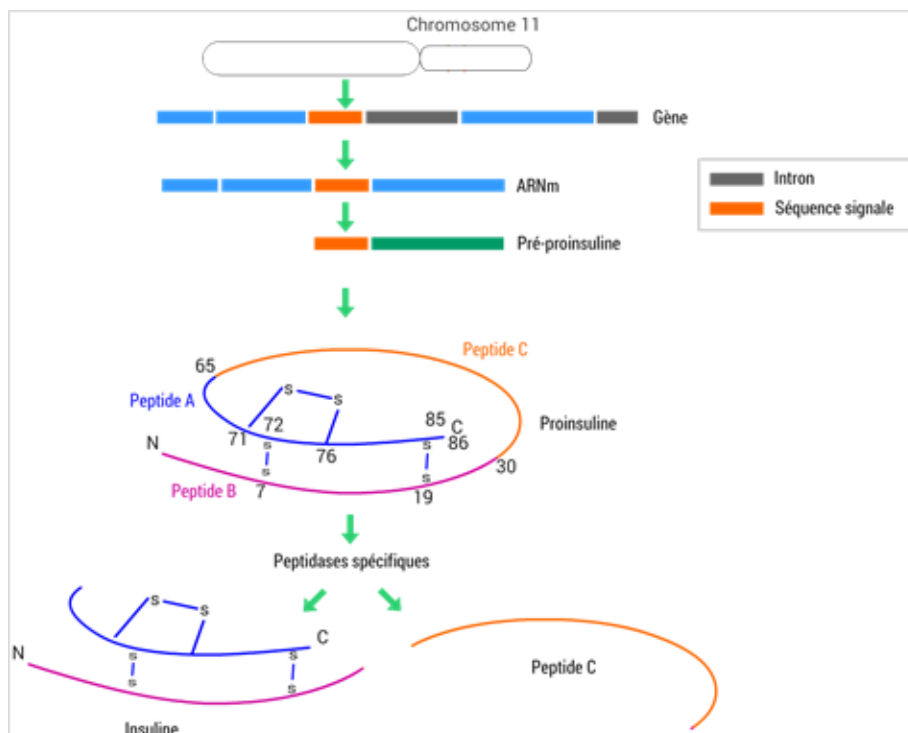 Chromosome 11
Gène
ARNm
Intron
Séquence signale
Pré-proinsuline
Peptide C
65
S
S
Peptide A
85
C
72
Proinsuline
N
71
S
76
S
86
30
S
S
Peptide B
7
19
Peptidases spécifiques
S
S
C
N
S
S
S
S
Peptide C
Insuline